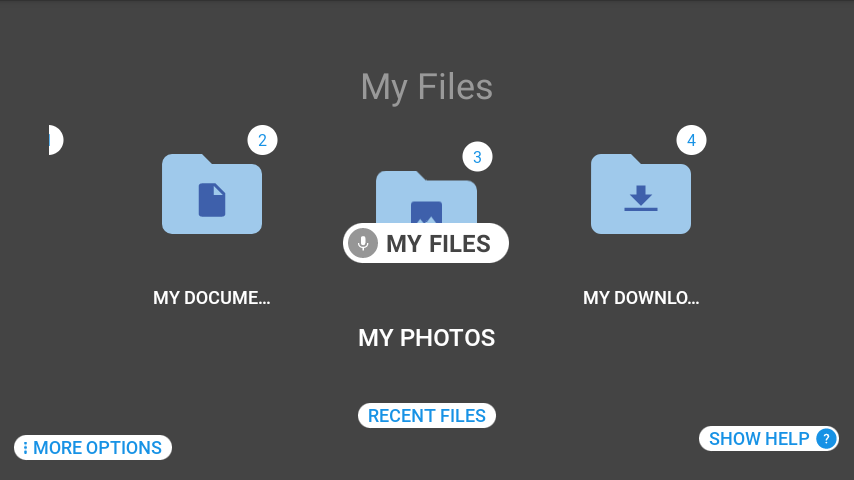 My Files
2
3
4
MY FILES
MY DOCUME...
MY DOWNLO...
MY PHOTOS
RECENT FILES
MORE OPTIONS
SHOW HELP ?